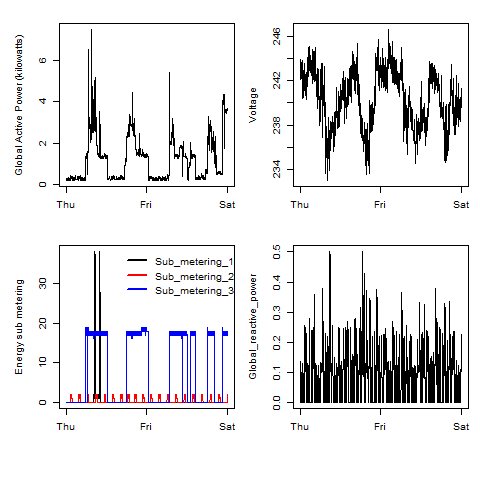 Global Active Power (kilowatts)
0 2 4 6
Thu Fri Sat
Voltage
234 238 242 246
Thu Fri Sat
Energy sub metering
0 10 20 30
Sub_metering_1
Sub_metering_2
Sub_metering_3
Thu Fri Sat
Global_reactive_power
0.0 0.1 0.2 0.3 0.4 0.5
Thu Fri Sat